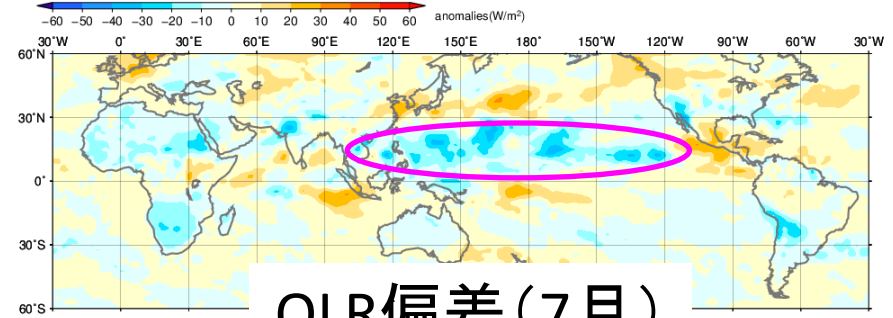 anomalies(W/m²)
−60 −50 −40 −30 −20 −10 0 10 20 30 40 50 60
30°W 0° 30°E 60°E 90°E 120°E 150°E 180° 150°W 120°W 90°W 60°W 30°W
60°N
30°N
0°
30°S
60°S
OLR偏差(7月)